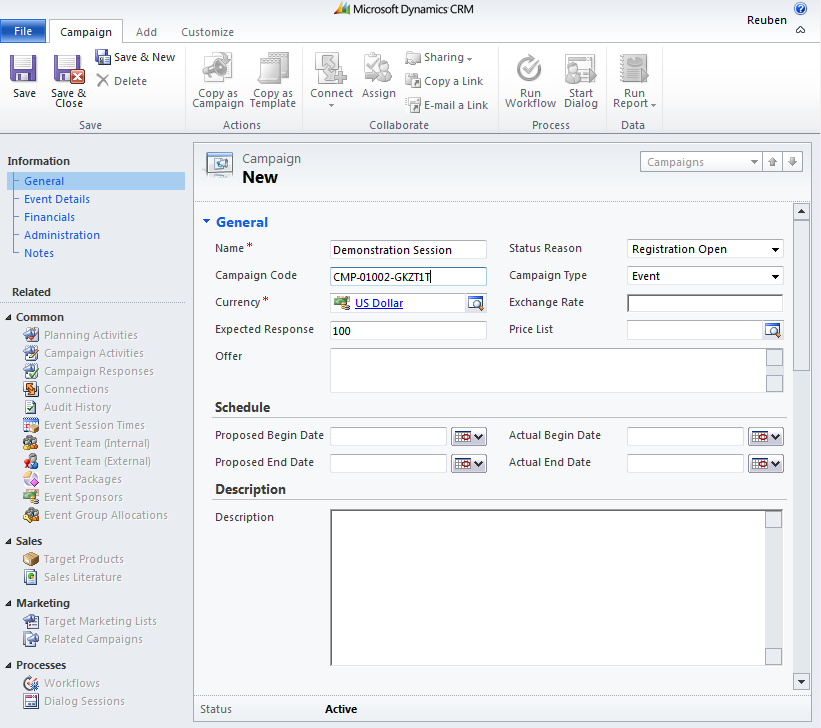 Microsoft Dynamics CRM
Reuben
File Campaign Add Customize
Save
Save & Close
Save & New
Delete
Save
Copy as Campaign
Copy as Template
Actions
Connect
Assign
Sharing
Copy a Link
E-mail a Link
Collaborate
Run Workflow
Start Dialog
Process
Run Report
Data
Information
General
Event Details
Financials
Administration
Notes
Related
Common
Planning Activities
Campaign Activities
Campaign Responses
Connections
Audit History
Event Session Times
Event Team (Internal)
Event Team (External)
Event Packages
Event Sponsors
Event Group Allocations
Sales
Target Products
Sales Literature
Marketing
Target Marketing Lists
Related Campaigns
Processes
Workflows
Dialog Sessions
Campaign
New
Campaigns
General
Name * Demonstration Session Status Reason Registration Open
Campaign Code CMP-01002-GKZT1T Campaign Type Event
Currency * US Dollar Exchange Rate
Expected Response 100 Price List
Offer
Schedule
Proposed Begin Date Actual Begin Date
Proposed End Date Actual End Date
Description
Description
Status Active